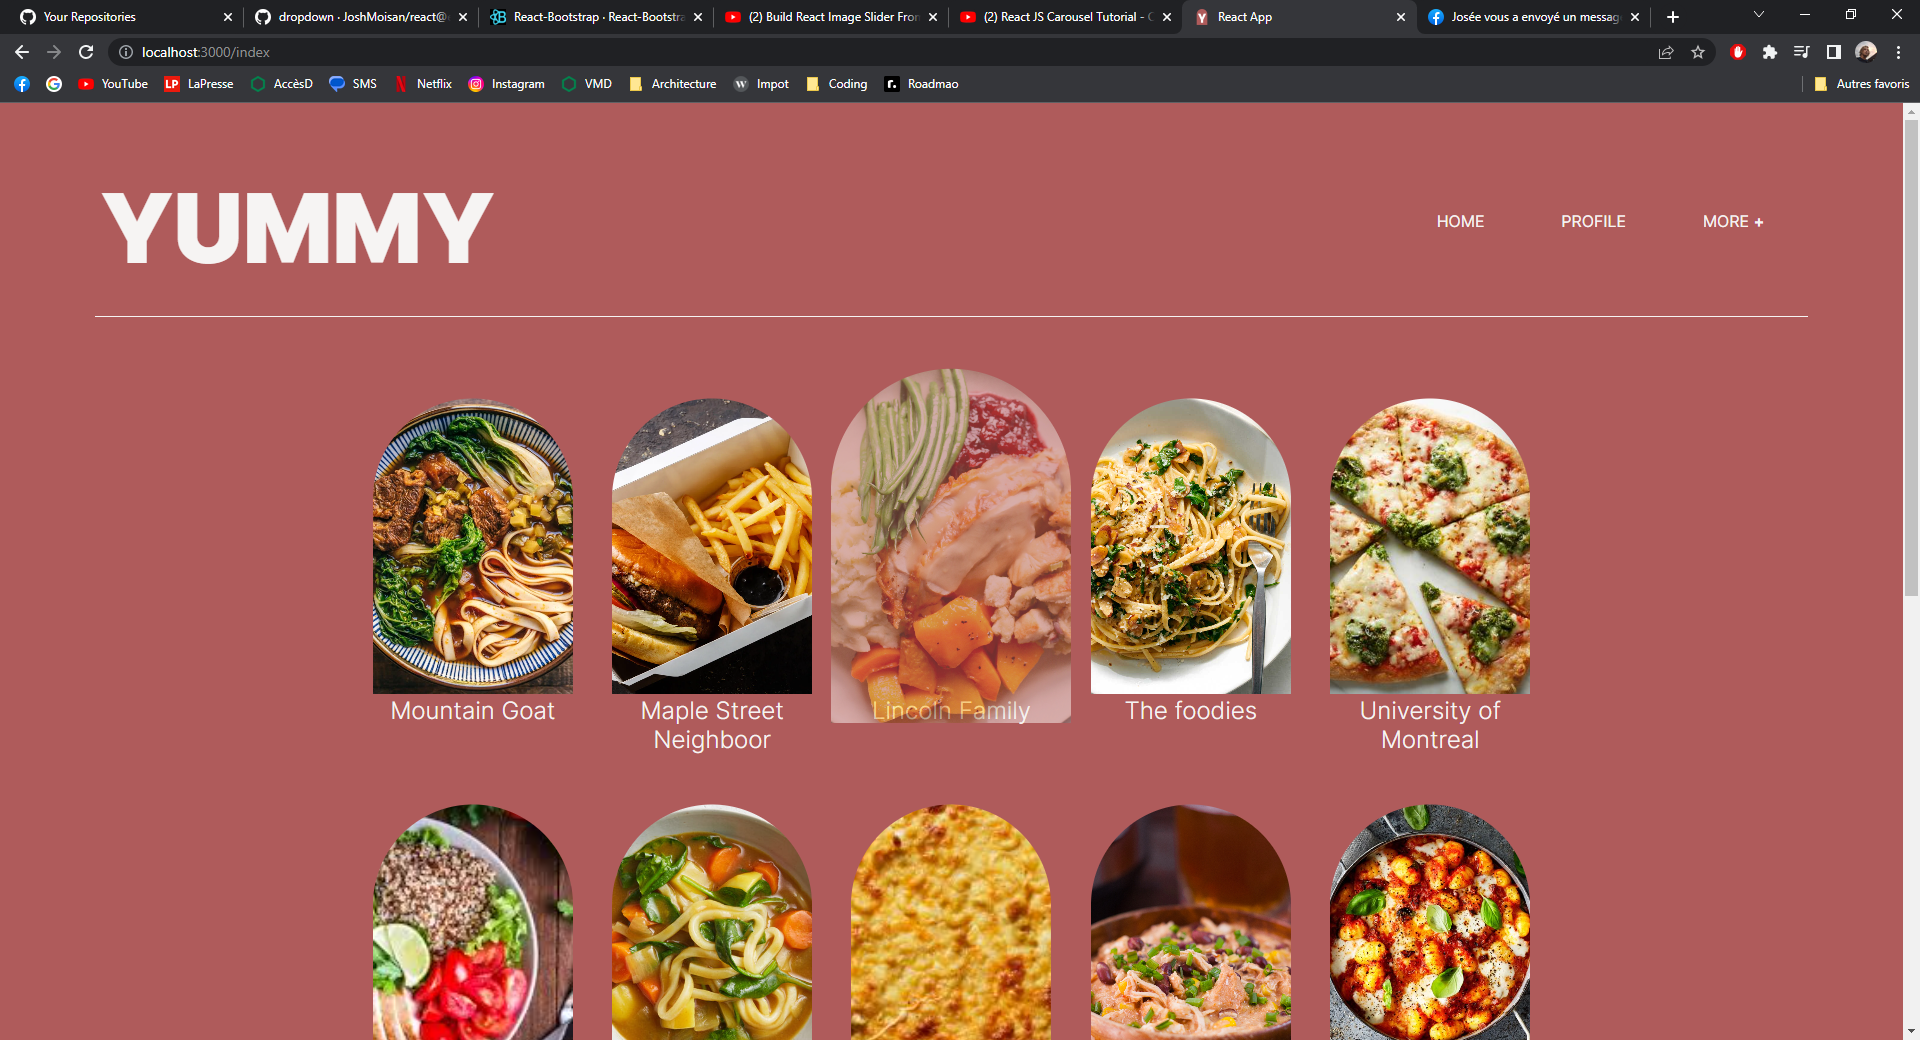 Your Repositories
dropdown · JoshMoisan/react@
React-Bootstrap · React-Bootstra
(2) Build React Image Slider Fron
(2) React JS Carousel Tutorial - C
React App
Josée vous a envoyé un messag
localhost:3000/index
YouTube
LP
LaPresse
AccèsD
SMS
Netflix
Instagram
VMD
Architecture
W
Impot
Coding
r.
Roadmao
Autres favoris
YUMMY
HOME
PROFILE
MORE +
Mountain Goat
Maple Street
Neighboor
Lincoln Family
The foodies
University of
Montreal